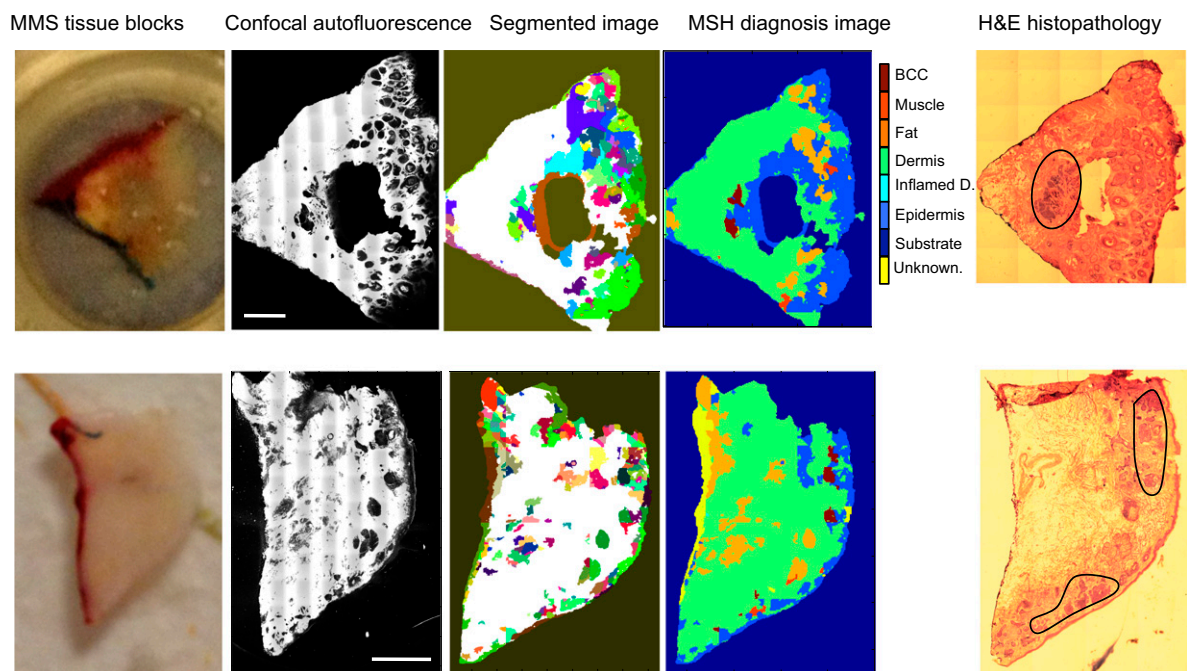 MMS tissue blocks
Confocal autofluorescence
Segmented image
MSH diagnosis image
H&E histopathology
BCC
Muscle
Fat
Dermis
Inflamed D.
Epidermis
Substrate
Unknown.